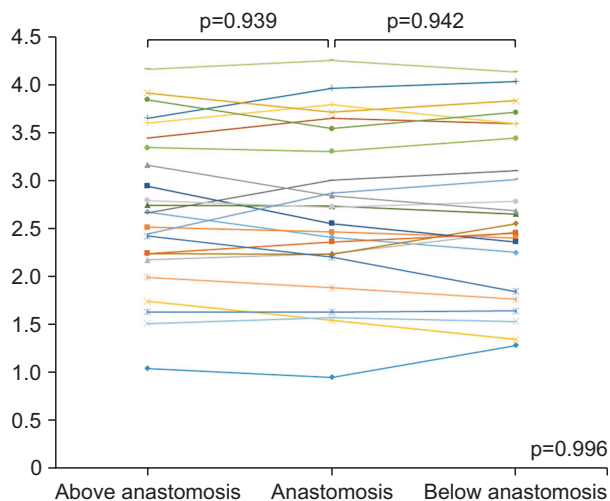 p=0.939
p=0.942
4.5
4.0
3.5
3.0
2.5
2.0
1.5
1.0
0.5
0
p=0.996
Above anastomosis
Anastomosis
Below anastomosis